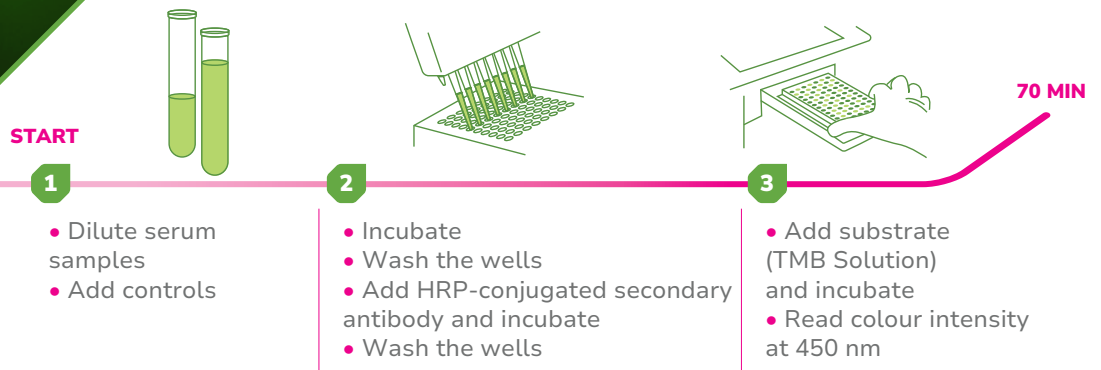 70 MIN
START
1
2
3
• Dilute serum
samples
• Add controls
• Incubate
• Wash the wells
• Add HRP-conjugated secondary
antibody and incubate
• Wash the wells
• Add substrate
(TMB Solution)
and incubate
• Read colour intensity
at 450 nm